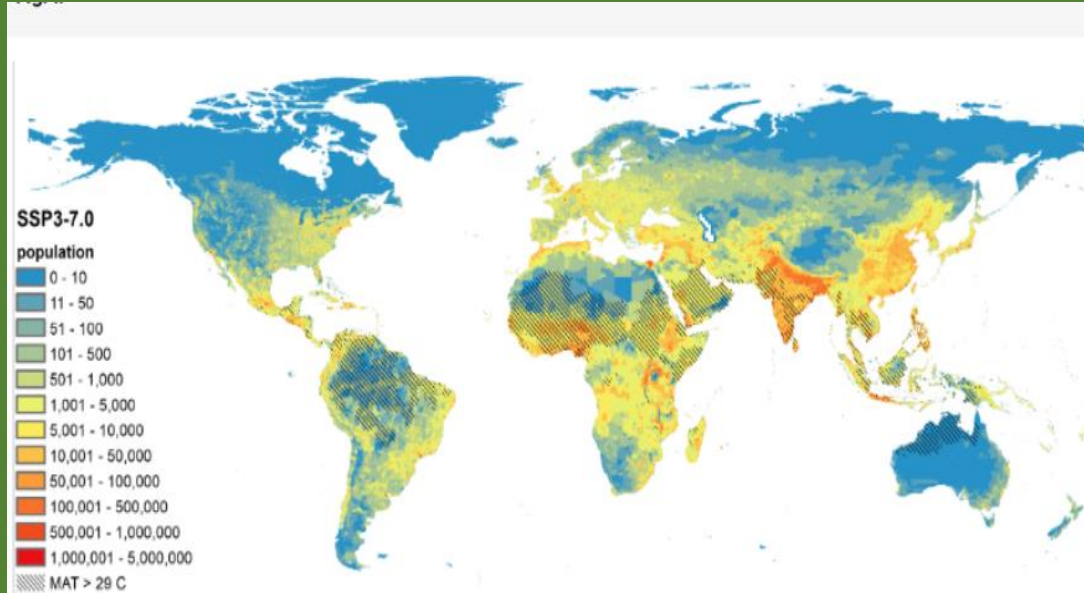 SSP3-7.0
population
0 - 10
11 - 50
51 - 100
101 - 500
501 - 1,000
1,001 - 5,000
5,001 - 10,000
10,001 - 50,000
50,001 - 100,000
100,001 - 500,000
500,001 - 1,000,000
1,000,001 - 5,000,000
MAT > 29 C